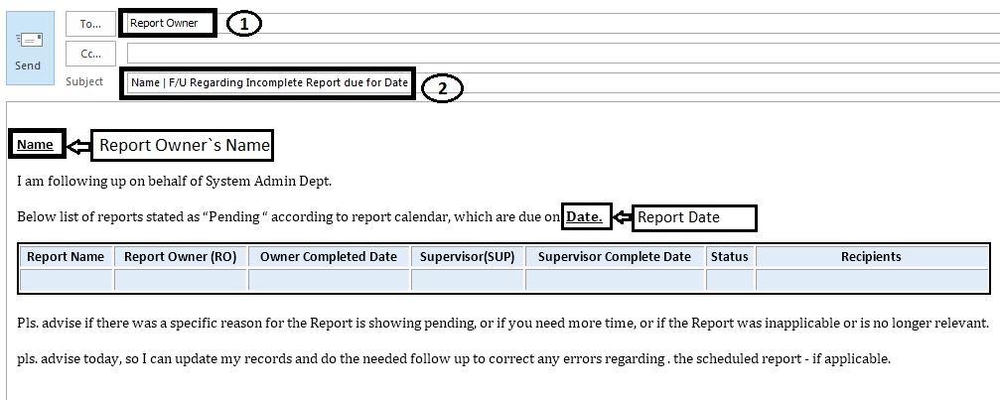 To... Report Owner 1
Send
Cc...
Subject Name | F/U Regarding Incomplete Report due for Date 2
Name Report Owner`s Name
I am following up on behalf of System Admin Dept.
Below list of reports stated as “Pending “ according to report calendar, which are due on Date. Report Date
Report Name Report Owner (RO) Owner Completed Date Supervisor(SUP) Supervisor Complete Date Status Recipients
Pls. advise if there was a specific reason for the Report is showing pending, or if you need more time, or if the Report was inapplicable or is no longer relevant.
pls. advise today, so I can update my records and do the needed follow up to correct any errors regarding . the scheduled report - if applicable.